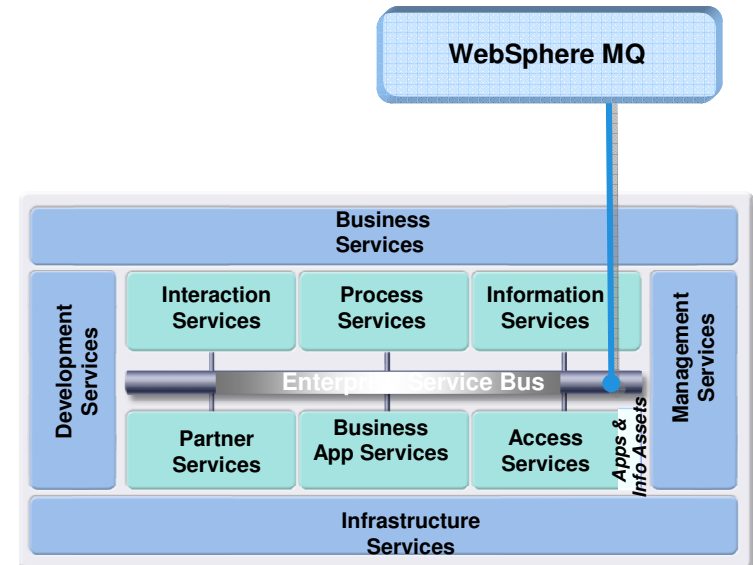 WebSphere MQ
Business
Services
Development
Services
Interaction
Services
Process
Services
Information
Services
Management
Services
Enterprise Service Bus
Partner
Services
Business
App Services
Access
Services
Apps &
Info Assets
Infrastructure
Services